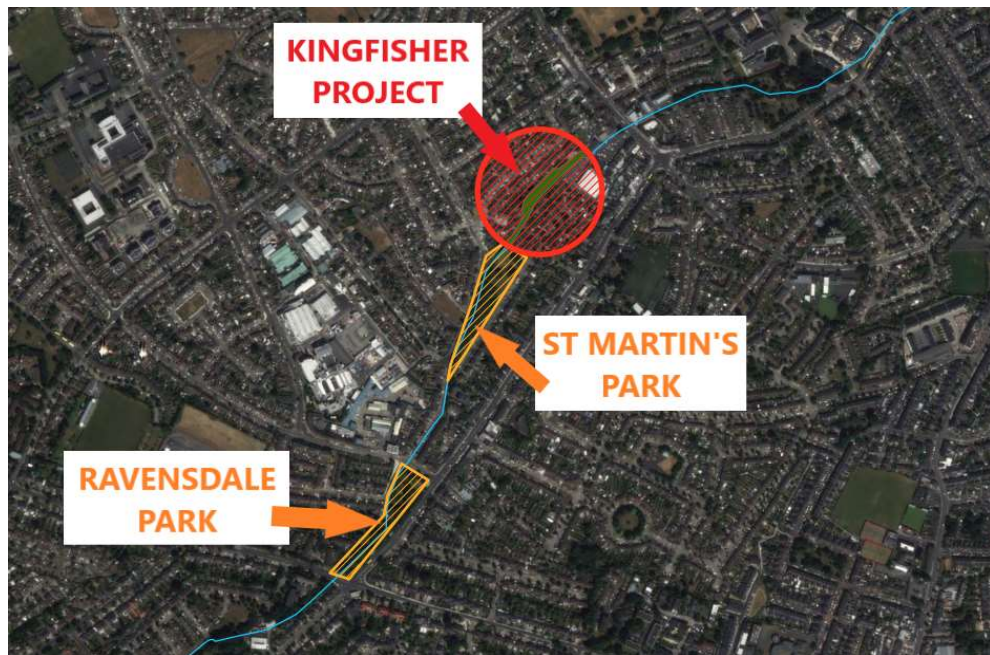 KINGFISHER
PROJECT
ST MARTIN'S
PARK
RAVENSDALE
PARK